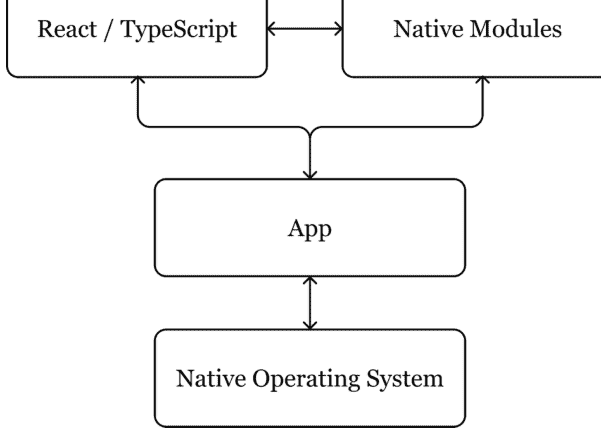 React / TypeScript
Native Modules
App
Native Operating System